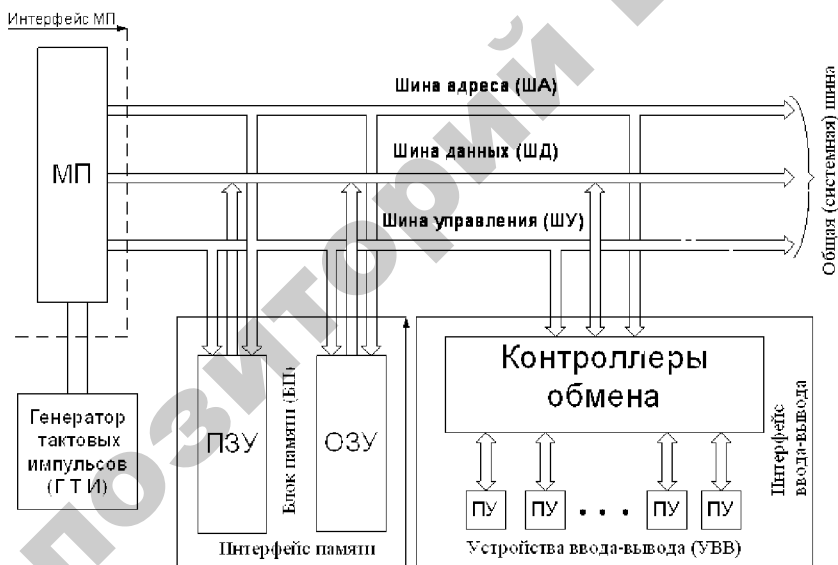 Интерфейс МП
Шина адреса (ША)
МП
Шина данных (ШД)
Шина управления (ШУ)
Общая (системная) шина
Генератор
тактовых
импульсов
(Г Т И)
ПЗУ
Блок памяти (БП)
ОЗУ
Интерфейс памяти
Контроллеры
обмена
Интерфейс
ввода-вывода
ПУ ПУ • • • ПУ ПУ
Устройства ввода-вывода (УВВ)